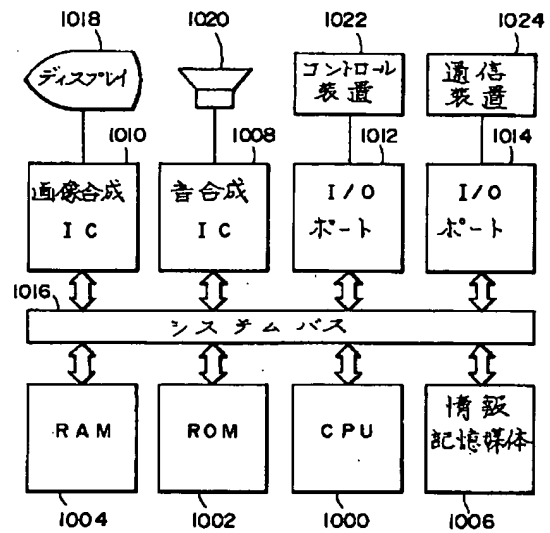 1018
1020
1022
1024
ディスプレイ
コントロール
装置
通信
装置
1010
1008
1012
1014
画像合成
IC
音合成
IC
I/O
ポート
I/O
ポート
1016
システムバス
RAM
ROM
CPU
情報
記憶媒体
1004
1002
1000
1006